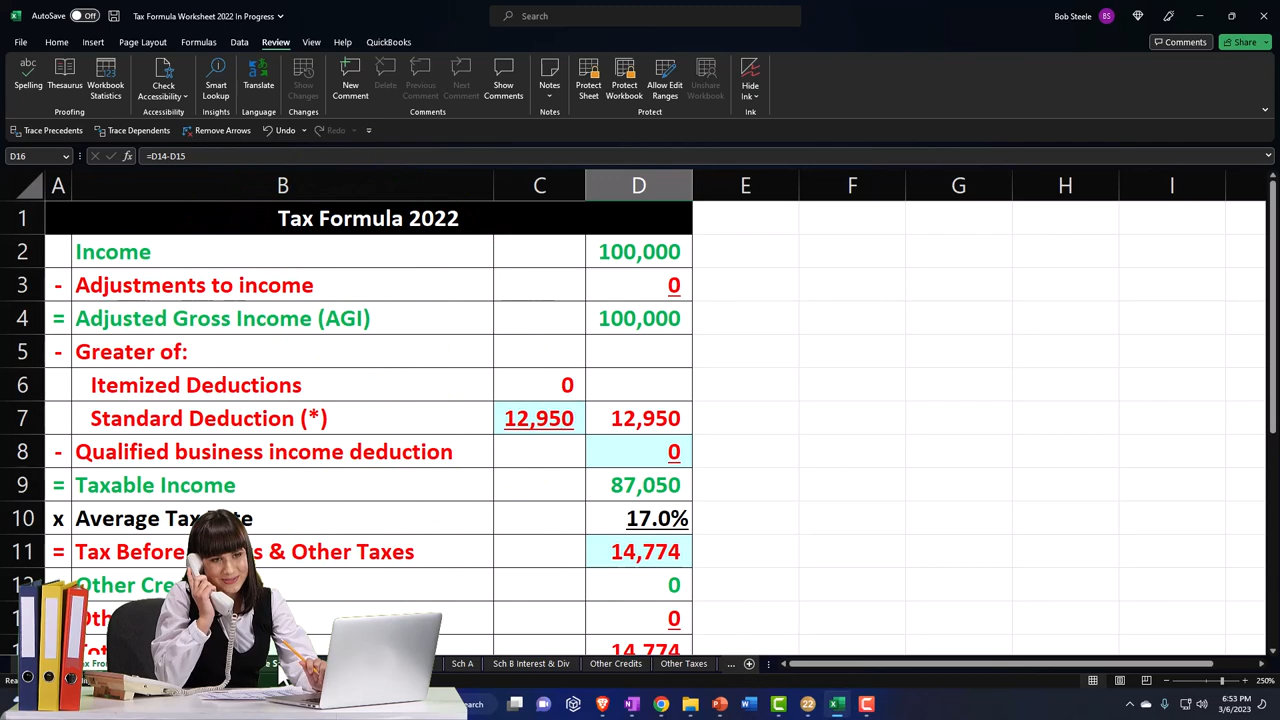 AutoSave Off Tax Formula Worksheet 2022 In Progress Search Bob Steele BS
File Home Insert Page Layout Formulas Data Review View Help QuickBooks Comments Share
Spelling Thesaurus Workbook Statistics Check Accessibility Smart Lookup Translate Show Changes New Comment Delete Previous Comment Next Comment Show Comments Notes Protect Sheet Protect Workbook Allow Edit Ranges Unshare Workbook Hide Ink
Proofing Accessibility Insights Language Changes Comments Notes Protect Ink
Trace Precedents Trace Dependents Remove Arrows Undo Redo
D16 fx =D14-D15
A B C D E F G H I
1 Tax Formula 2022
2 Income 100,000
3 - Adjustments to income 0
4 = Adjusted Gross Income (AGI) 100,000
5 - Greater of:
6 Itemized Deductions 0
7 Standard Deduction (*) 12,950 12,950
8 - Qualified business income deduction 0
9 = Taxable Income 87,050
10 x Average Tax 17.0%
11 = Tax Before & Other Taxes 14,774
Other 0
0
14,774
Sch A Sch B Interest & Div Other Credits Other Taxes ...
250%
6:53 PM
3/6/2023